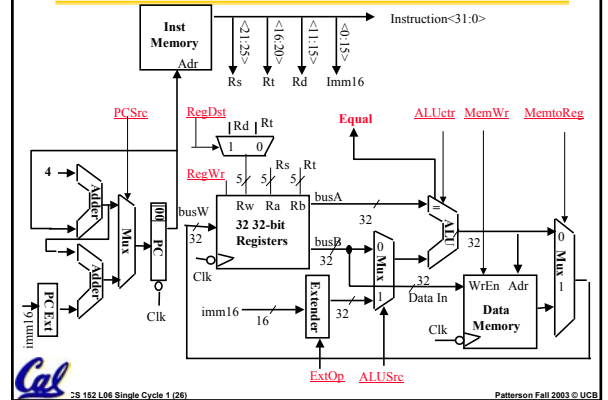 Inst
Memory
Adr
Instruction<31:0>
<21:25>
<16:20>
<11:15>
<0:15>
Rs
Rt
Rd
Imm16
PCSrc
RegDst
Rd
Rt
1
0
Equal
ALUctr
MemWr
MemtoReg
4
Adder
Adder
Mux
00
PC
Clk
PC Ext
imm16
RegWr
5
5
5
Rs
Rt
Rw
Ra
Rb
32 32-bit
Registers
busW
32
Clk
busA
32
busB
32
imm16
16
Extender
32
ExtOp
0
Mux
1
ALUSrc
=
ALU
32
32
Data In
WrEn
Adr
Data
Memory
Clk
0
Mux
1
Cal
CS 152 L06 Single Cycle 1 (26)
Patterson Fall 2003 © UCB